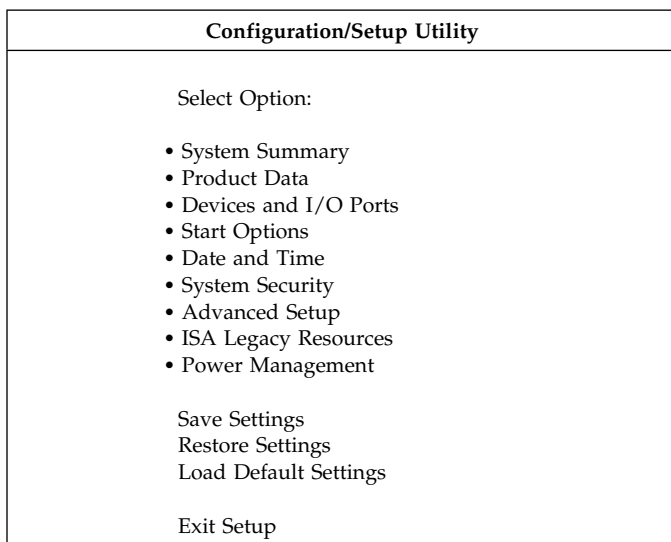 Configuration/Setup Utility
Select Option:
• System Summary
• Product Data
• Devices and I/O Ports
• Start Options
• Date and Time
• System Security
• Advanced Setup
• ISA Legacy Resources
• Power Management
Save Settings
Restore Settings
Load Default Settings
Exit Setup